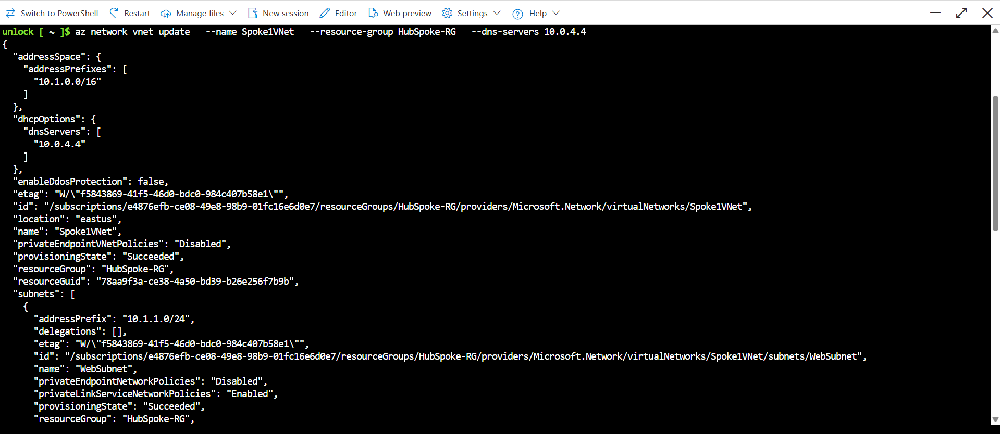 Switch to PowerShell Restart Manage files New session Editor Web preview Settings Help
unlock [ ~ ]$ az network vnet update   --name Spoke1VNet   --resource-group HubSpoke-RG   --dns-servers 10.0.4.4
{
  "addressSpace": {
    "addressPrefixes": [
      "10.1.0.0/16"
    ]
  },
  "dhcpOptions": {
    "dnsServers": [
      "10.0.4.4"
    ]
  },
  "enableDdosProtection": false,
  "etag": "W/\"f5843869-41f5-46d0-bdc0-984c407b58e1\"",
  "id": "/subscriptions/e4876efb-ce08-49e8-98b9-01fc16e6d0e7/resourceGroups/HubSpoke-RG/providers/Microsoft.Network/virtualNetworks/Spoke1VNet",
  "location": "eastus",
  "name": "Spoke1VNet",
  "privateEndpointVNetPolicies": "Disabled",
  "provisioningState": "Succeeded",
  "resourceGroup": "HubSpoke-RG",
  "resourceGuid": "78aa9f3a-ce38-4a50-bd39-b26e256f7b9b",
  "subnets": [
    {
      "addressPrefix": "10.1.1.0/24",
      "delegations": [],
      "etag": "W/\"f5843869-41f5-46d0-bdc0-984c407b58e1\"",
      "id": "/subscriptions/e4876efb-ce08-49e8-98b9-01fc16e6d0e7/resourceGroups/HubSpoke-RG/providers/Microsoft.Network/virtualNetworks/Spoke1VNet/subnets/WebSubnet",
      "name": "WebSubnet",
      "privateEndpointNetworkPolicies": "Disabled",
      "privateLinkServiceNetworkPolicies": "Enabled",
      "provisioningState": "Succeeded",
      "resourceGroup": "HubSpoke-RG",